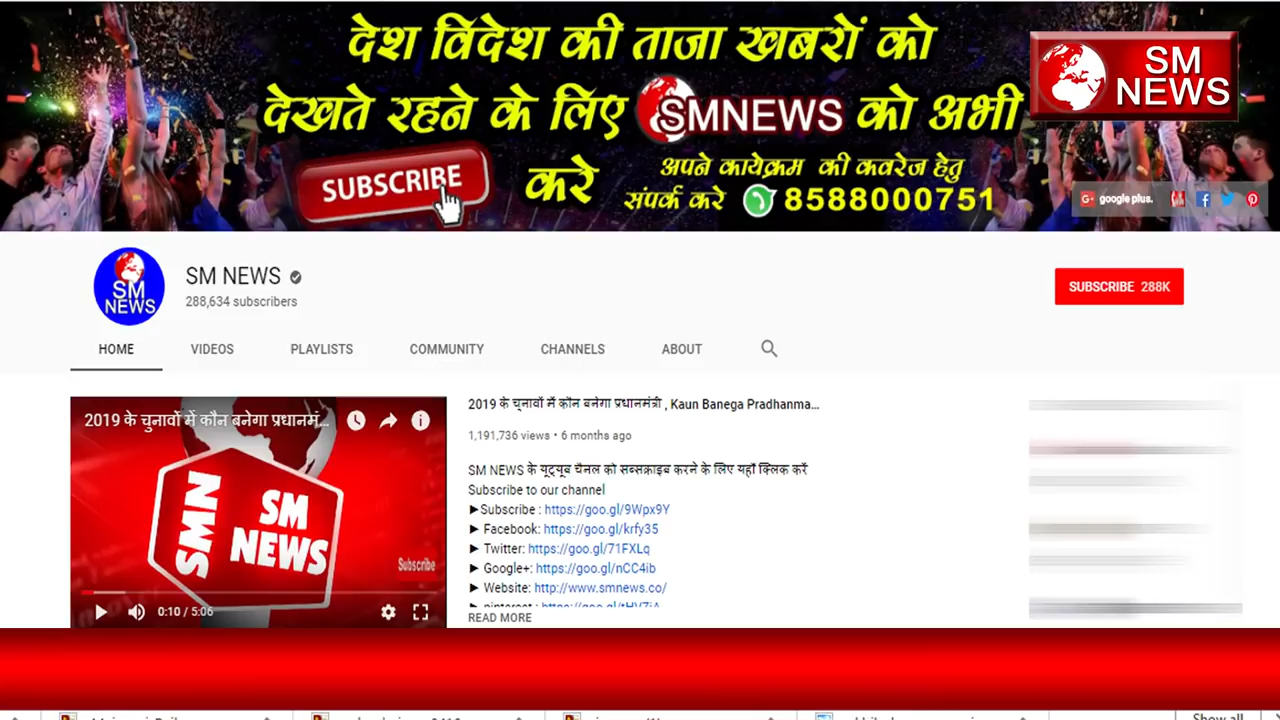 देश विदेश की ताजा खबरों को
देखते रहने के लिए SMNEWS को अभी
SUBSCRIBE करे
अपने कार्यक्रम की कवरेज हेतु
संपर्क करे 8588000751
SM
NEWS
google plus.
SM
NEWS
SM NEWS
288,634 subscribers
SUBSCRIBE 288K
HOME VIDEOS PLAYLISTS COMMUNITY CHANNELS ABOUT
2019 के चुनावों में कौन बनेगा प्रधानमं...
SMN
SM
NEWS
Subscribe
0:10 / 5:06
2019 के चुनावों में कौन बनेगा प्रधानमंत्री , Kaun Banega Pradhanma...
1,191,736 views • 6 months ago
SM NEWS के यूट्यूब चैनल को सब्सक्राइब करने के लिए यहाँ क्लिक करें
Subscribe to our channel
►Subscribe : https://goo.gl/9Wpx9Y
► Facebook: https://goo.gl/krfy35
► Twitter: https://goo.gl/71FXLq
► Google+: https://goo.gl/nCC4ib
► Website: http://www.smnews.co/
READ MORE
Show all